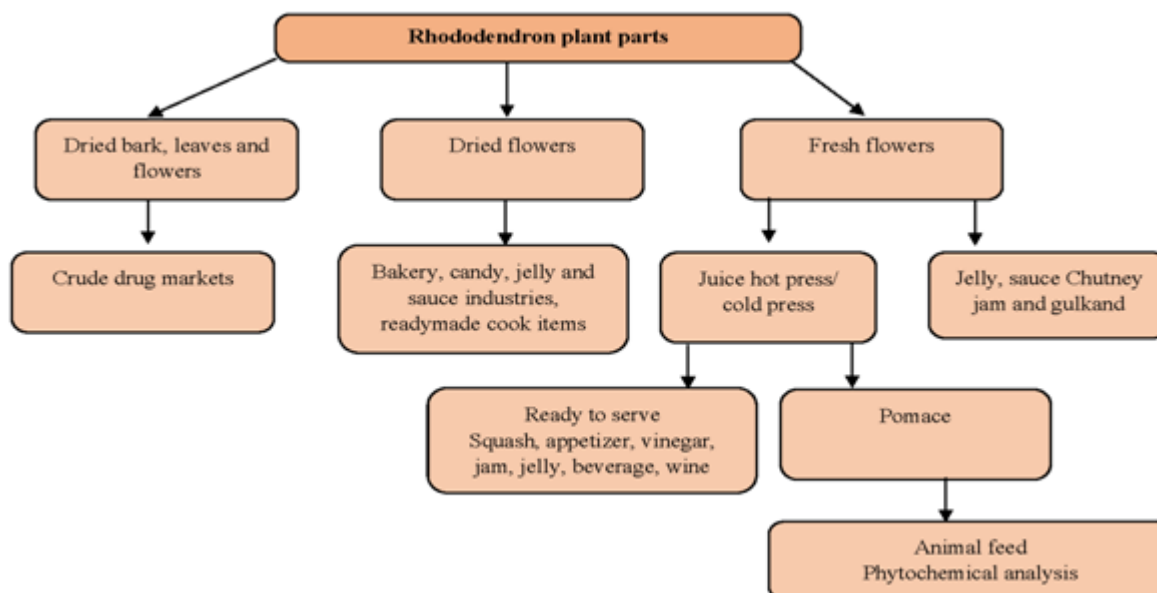 Rhododendron plant parts
Dried bark, leaves and
flowers
Dried flowers
Fresh flowers
Crude drug markets
Bakery, candy, jelly and
sauce industries,
readymade cook items
Juice hot press/
cold press
Jelly, sauce Chutney
jam and gulkand
Ready to serve
Squash, appetizer, vinegar,
jam, jelly, beverage, wine
Pomace
Animal feed
Phytochemical analysis